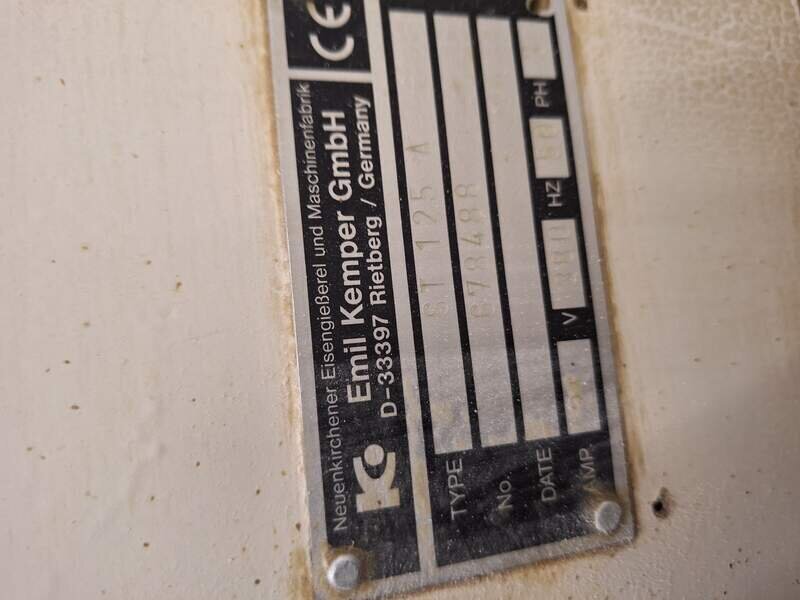 CE
Neuenkirchener Eisengießerei und Maschinenfabrik
Emil Kemper GmbH
D-33397 Rietberg / Germany
TYPE ST 125 A
No. 678488
DATE
AMP. V 380 HZ 50 PH